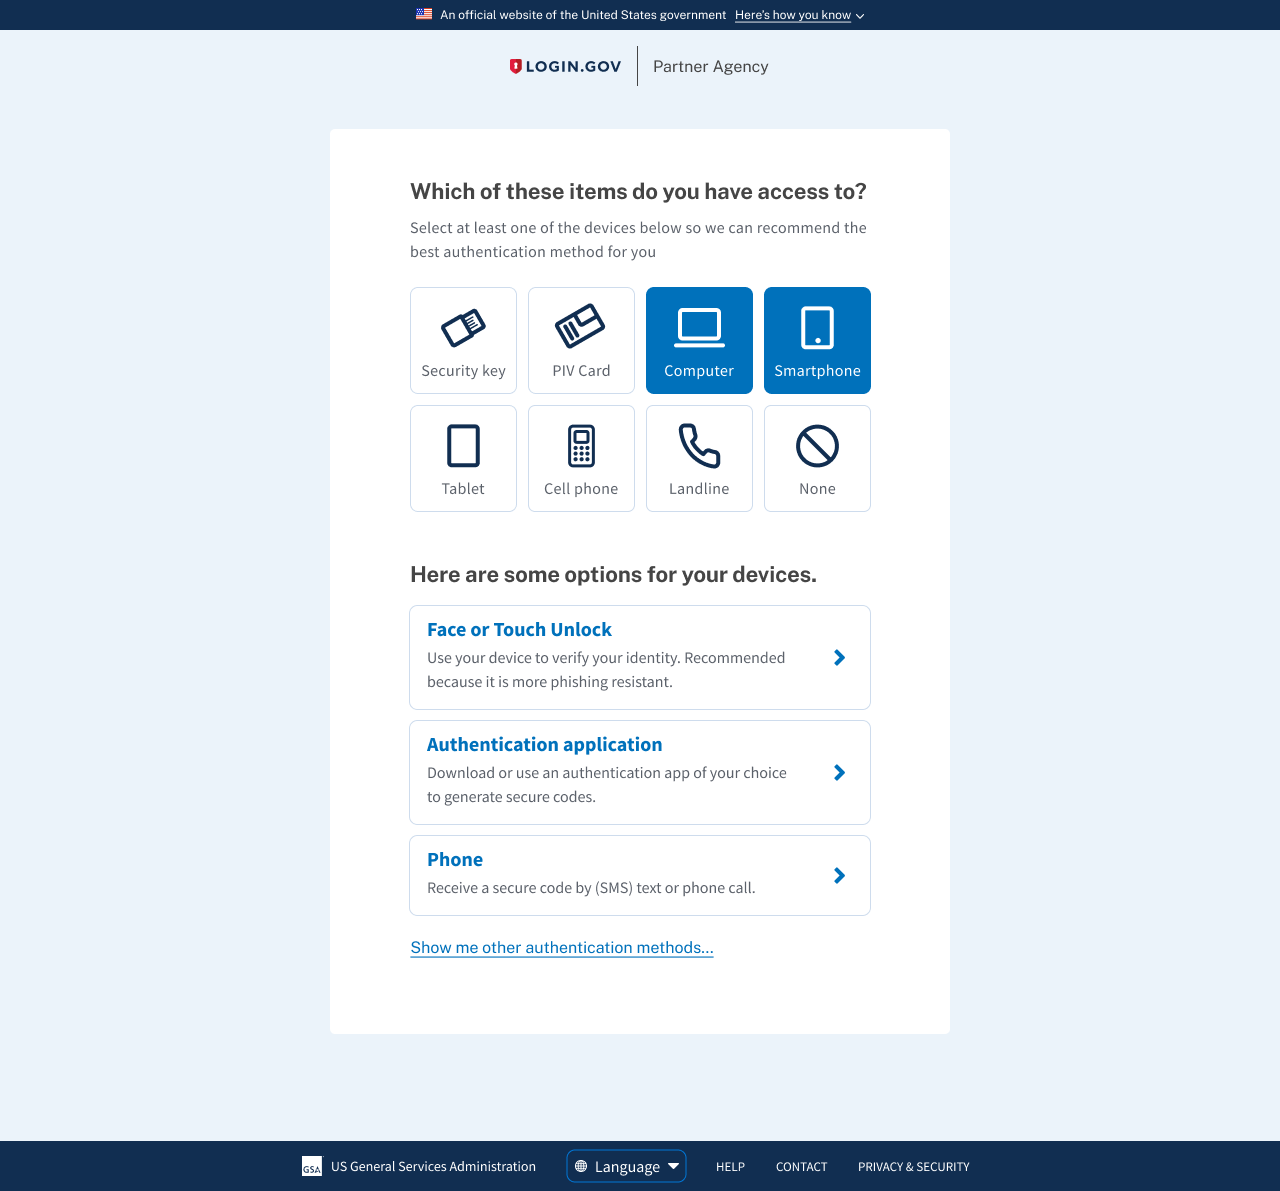 An official website of the United States government Here's how you know
LOGIN.GOV Partner Agency
Which of these items do you have access to?
Select at least one of the devices below so we can recommend the
best authentication method for you
Security key PIV Card Computer Smartphone
Tablet Cell phone Landline None
Here are some options for your devices.
Face or Touch Unlock
Use your device to verify your identity. Recommended
because it is more phishing resistant.
Authentication application
Download or use an authentication app of your choice
to generate secure codes.
Phone
Receive a secure code by (SMS) text or phone call.
Show me other authentication methods...
GSA US General Services Administration Language HELP CONTACT PRIVACY & SECURITY